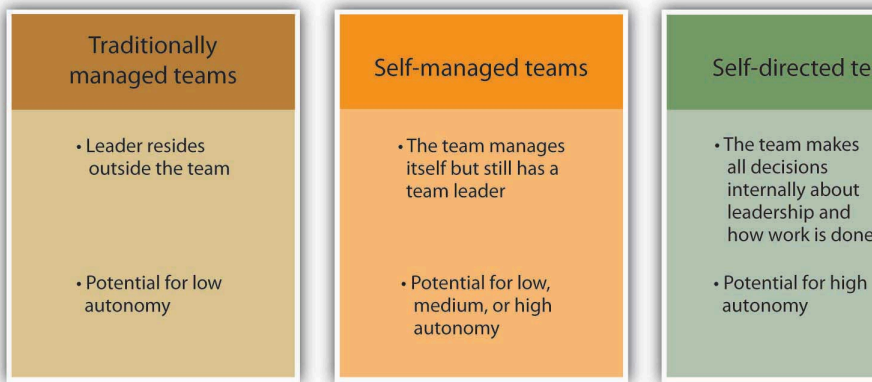 Traditionally
managed teams
• Leader resides
outside the team
• Potential for low
autonomy
Self-managed teams
• The team manages
itself but still has a
team leader
• Potential for low,
medium, or high
autonomy
Self-directed te
• The team makes
all decisions
internally about
leadership and
how work is done
• Potential for high
autonomy